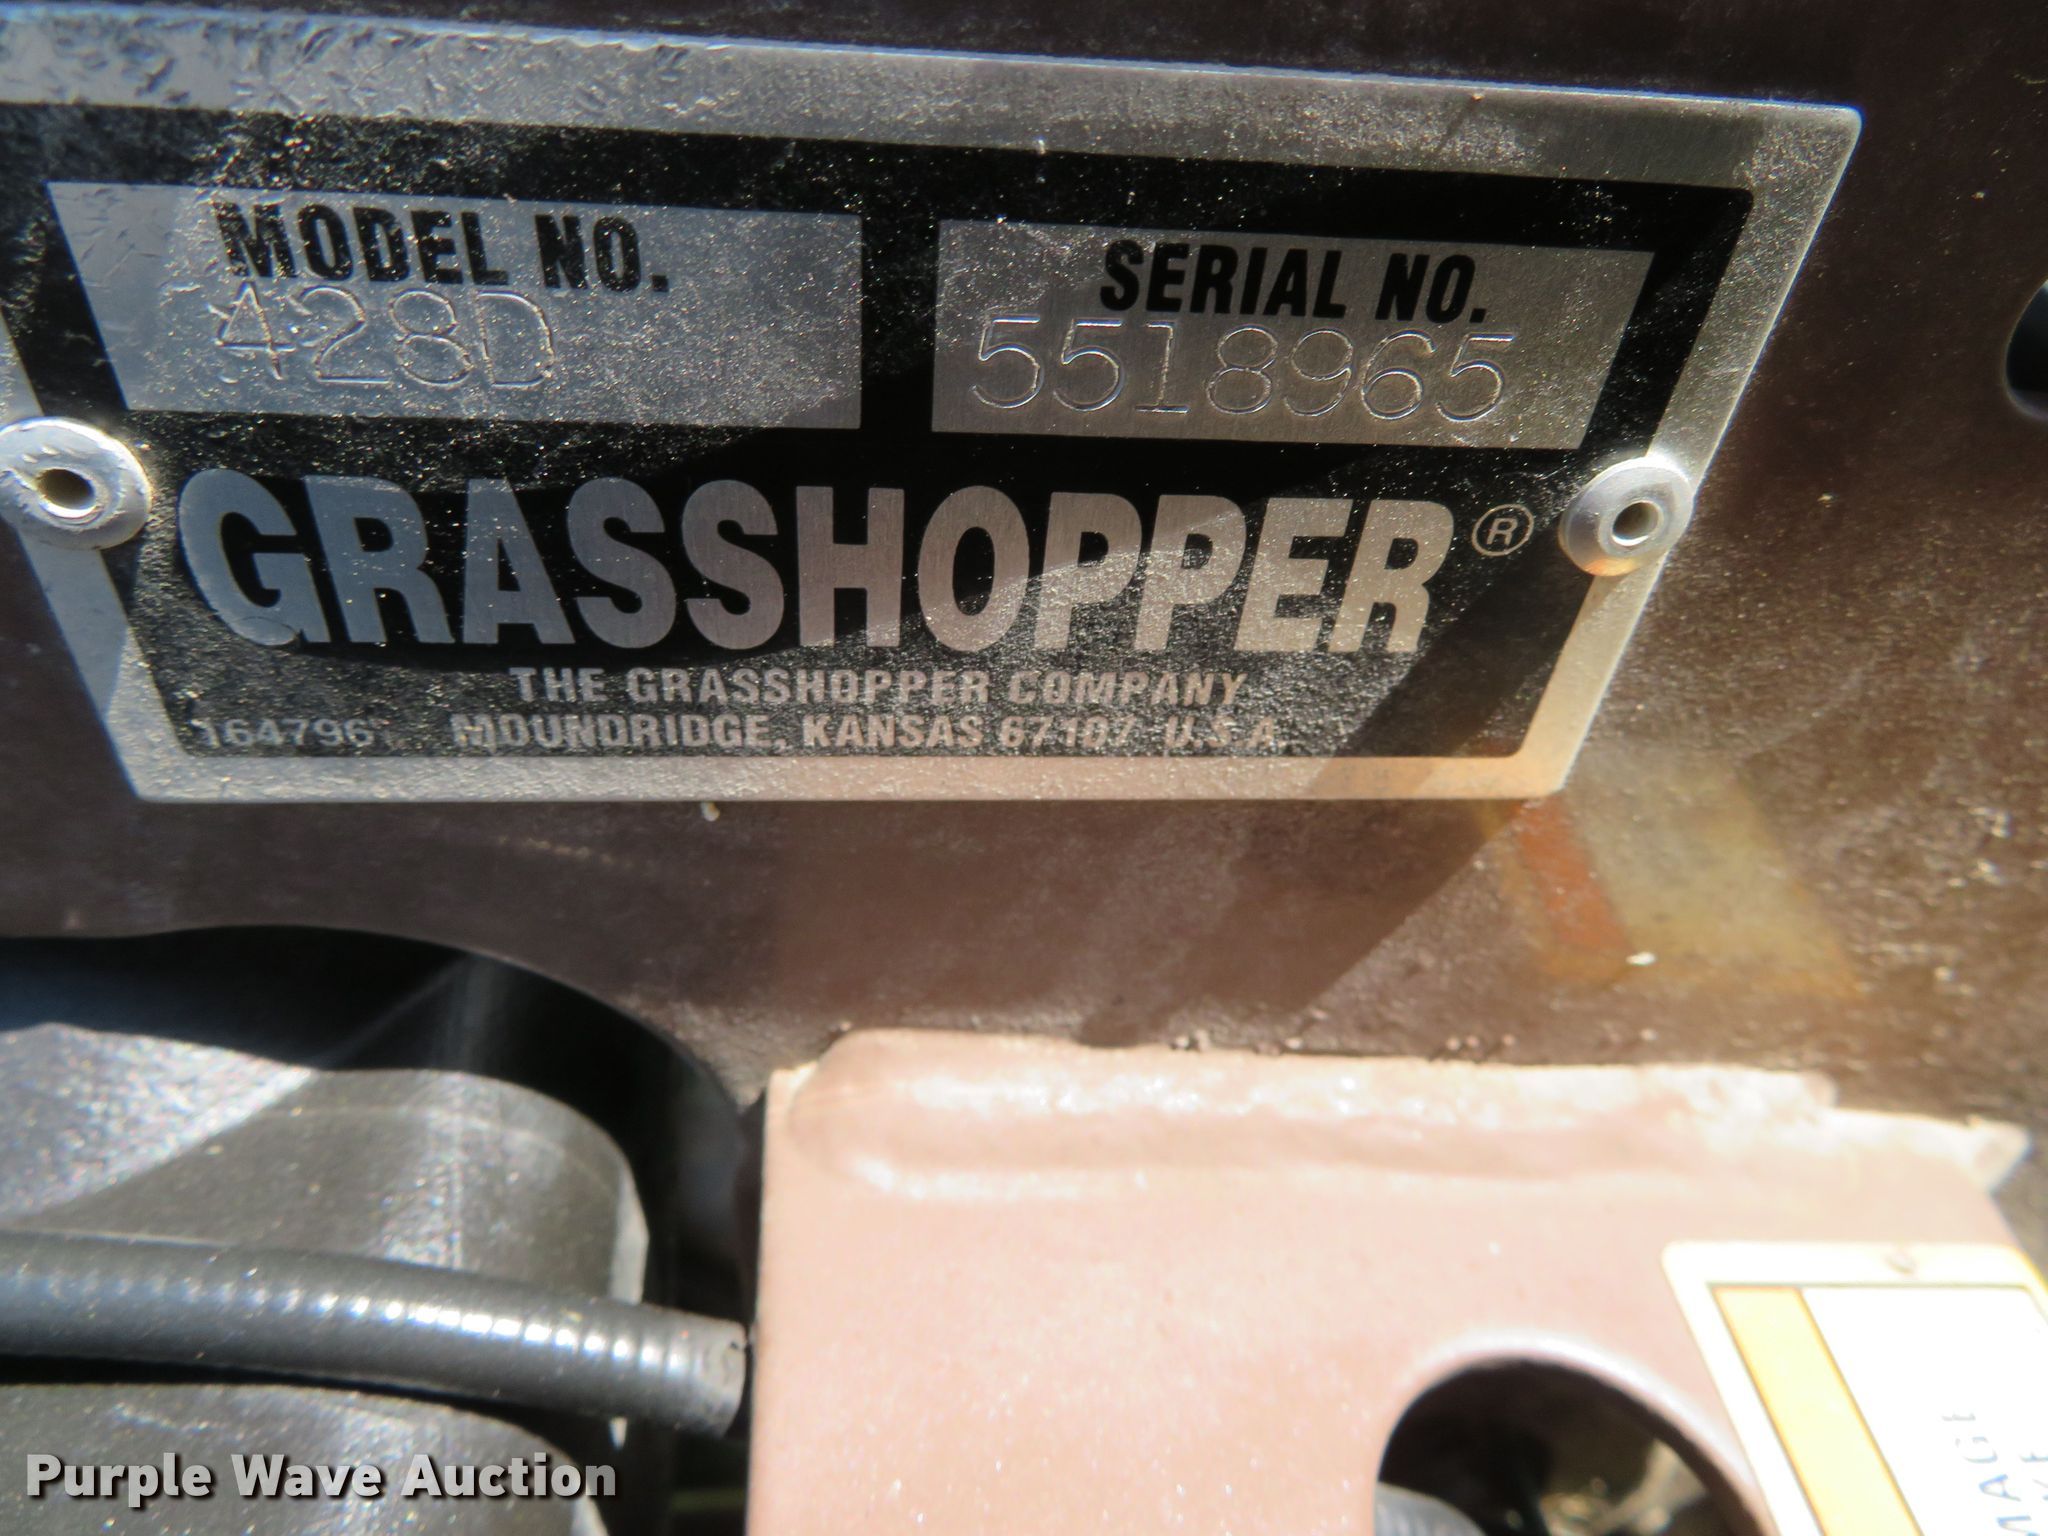 MODEL NO.
428D
SERIAL NO.
5518965
GRASSHOPPER®
THE GRASSHOPPER COMPANY
164796
MOUNDRIDGE, KANSAS 67107 U.S.A.
Purple Wave Auction